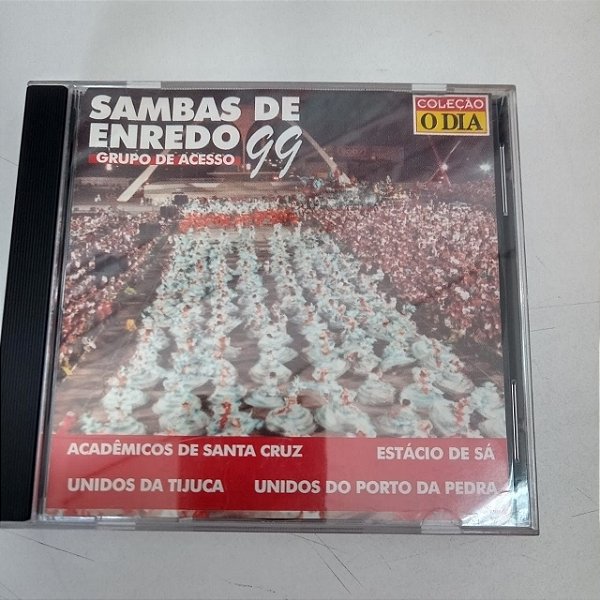 SAMBAS DE
ENREDO 99
GRUPO DE ACESSO
COLEÇÃO
O DIA
ACADÊMICOS DE SANTA CRUZ
ESTÁCIO DE SÁ
UNIDOS DA TIJUCA
UNIDOS DO PORTO DA PEDRA